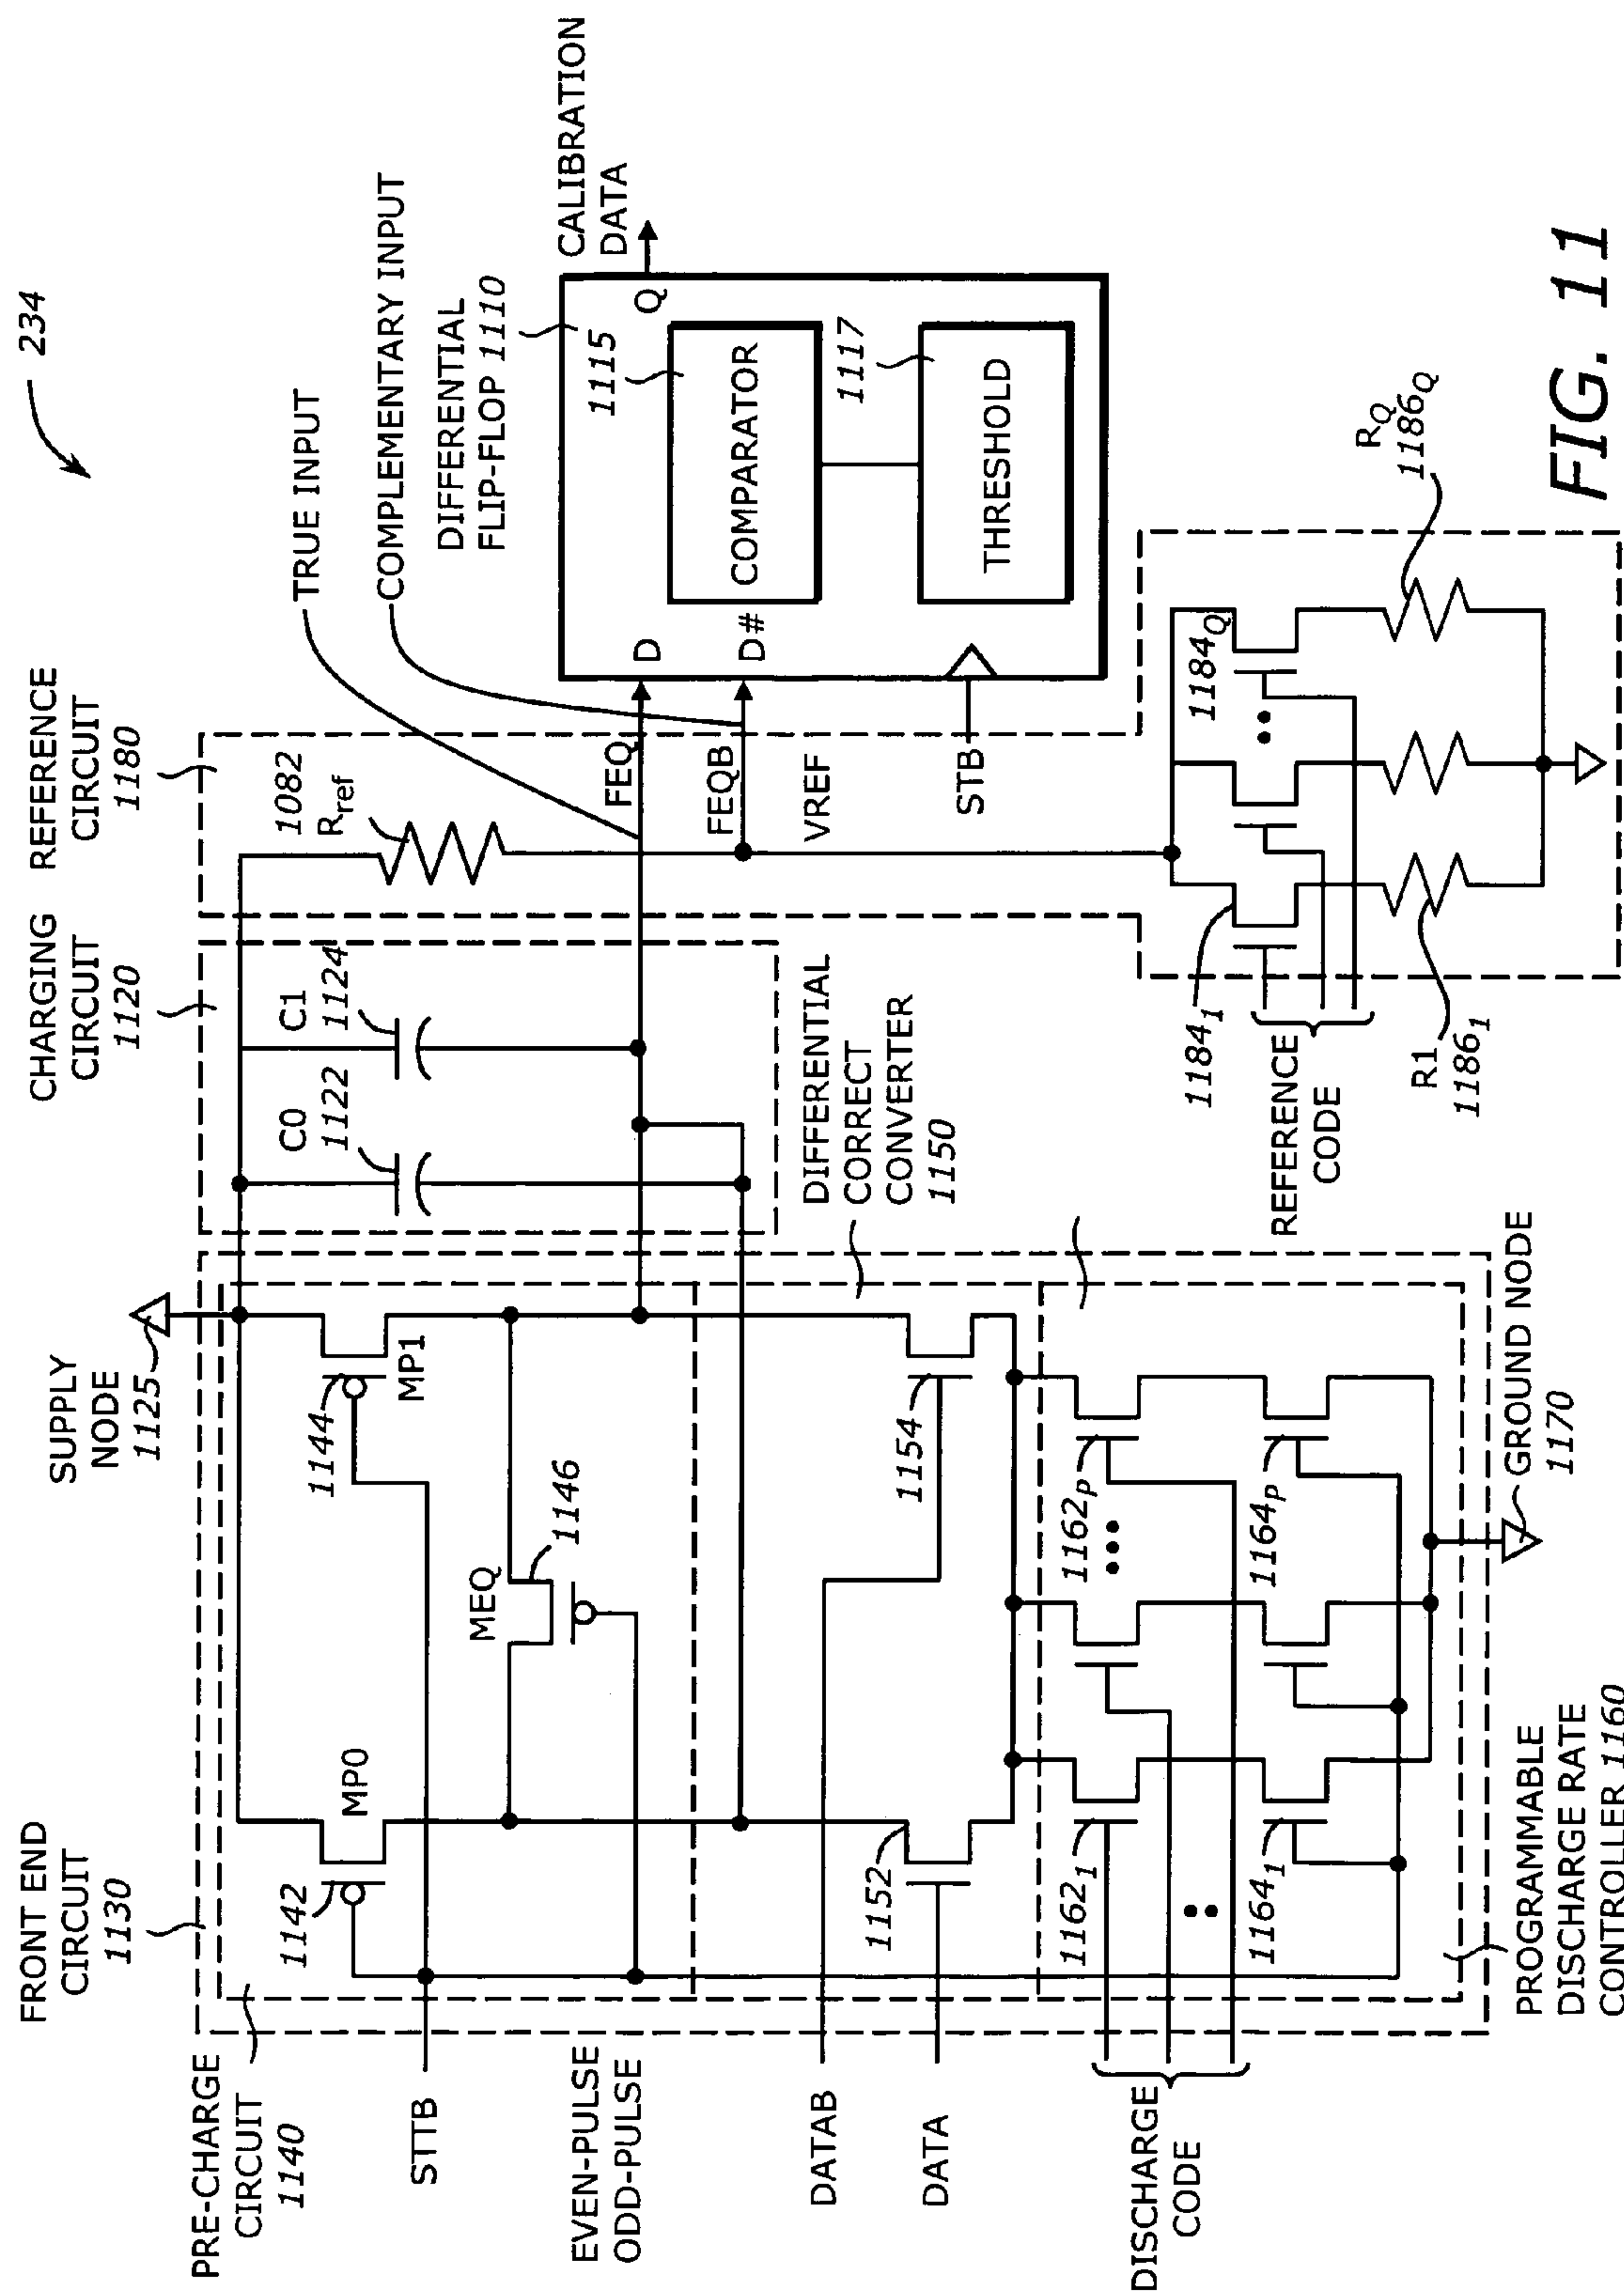 234
FRONT END
CIRCUIT
1130
SUPPLY
NODE
1125
CHARGING
CIRCUIT
1120
REFERENCE
CIRCUIT
1180
PRE-CHARGE
CIRCUIT
1140
1142
MP0
1144
MP1
C0
1122
C1
1124
1082
Rref
TRUE INPUT
COMPLEMENTARY INPUT
STTB
MEQ
1146
EVEN-PULSE
ODD-PULSE
FEQ
FEQB
VREF
STB
DIFFERENTIAL
FLIP-FLOP 1110
D
D#
Q
1115
COMPARATOR
1117
THRESHOLD
CALIBRATION
DATA
DATAB
DATA
1152
1154
DIFFERENTIAL
CORRECT
CONVERTER
1150
DISCHARGE
CODE
1162₁
1162P
1164₁
1164P
PROGRAMMABLE
DISCHARGE RATE
CONTROLLER 1160
GROUND NODE
1170
1184₁
1184Q
REFERENCE
CODE
R1
1186₁
RQ
1186Q
FIG. 11